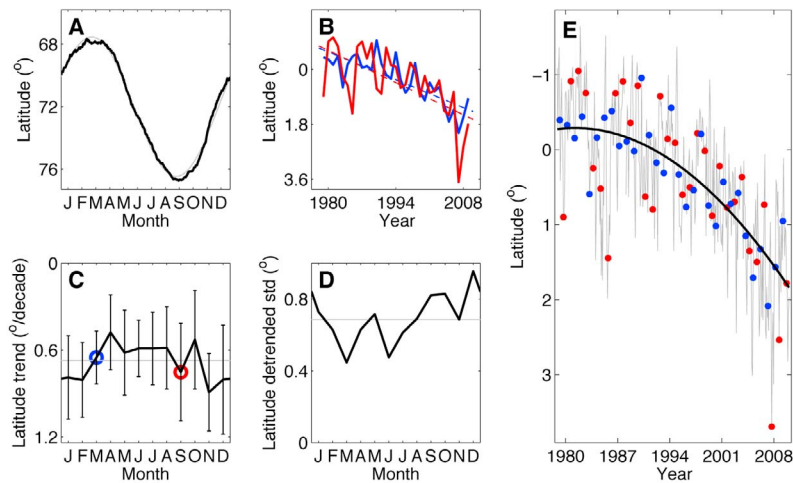 A
68
72
76
Latitude (°)
J F M A M J J A S O N D
Month
B
0
1.8
3.6
Latitude (°)
1980 1994 2008
Year
C
0
0.6
1.2
Latitude trend (°/decade)
J F M A M J J A S O N D
Month
D
0.8
0.4
0
Latitude detrended std (°)
J F M A M J J A S O N D
Month
E
−1
0
1
2
3
Latitude (°)
1980 1987 1994 2001 2008
Year